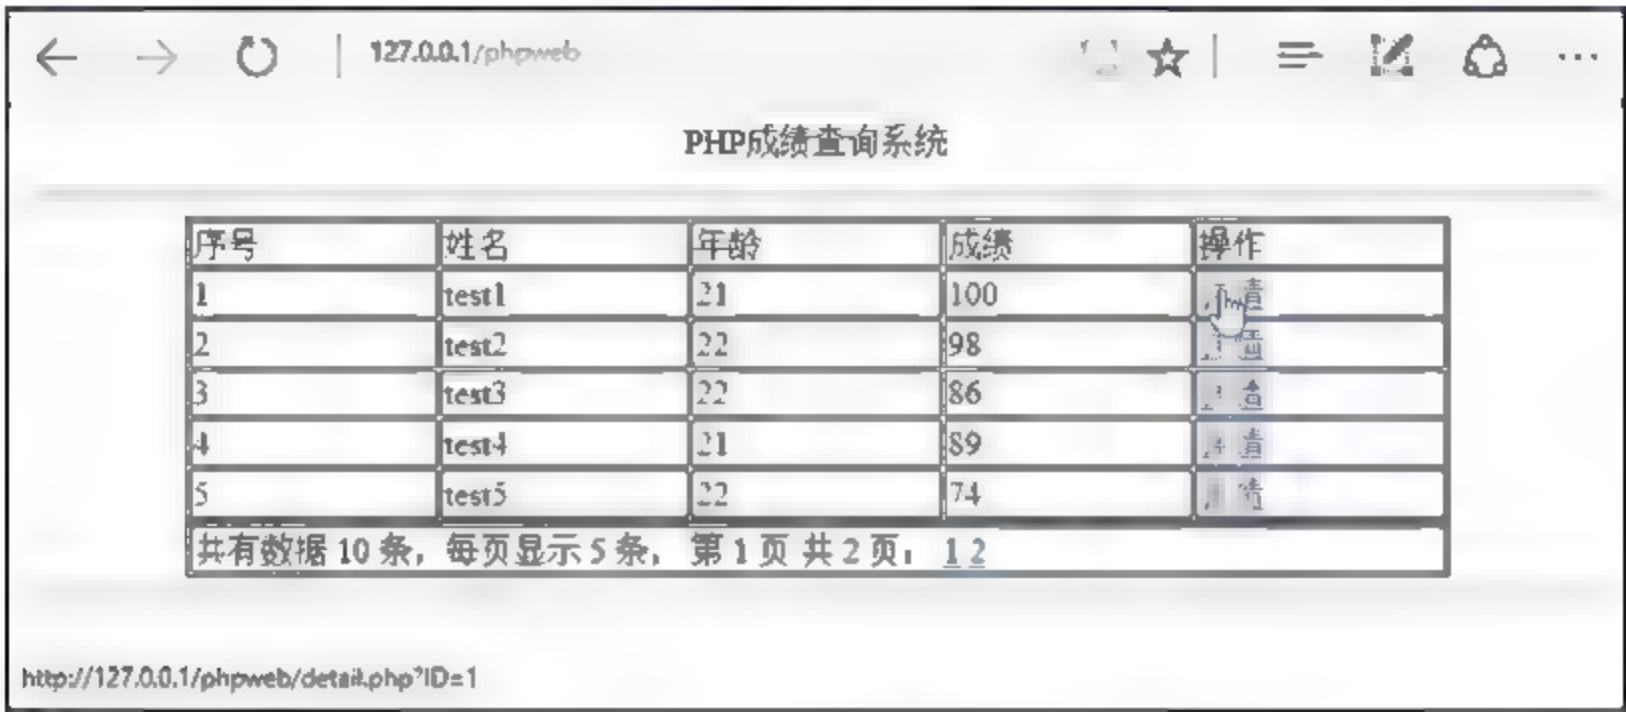 127.0.0.1/phpweb
PHP成绩查询系统
序号 姓名 年龄 成绩 操作
1 test1 21 100
2 test2 22 98
3 test3 22 86
4 test4 21 89
5 test5 22 74
共有数据 10 条，每页显示 5 条， 第 1 页 共 2 页： 1 2
http://127.0.0.1/phpweb/detail.php?ID=1